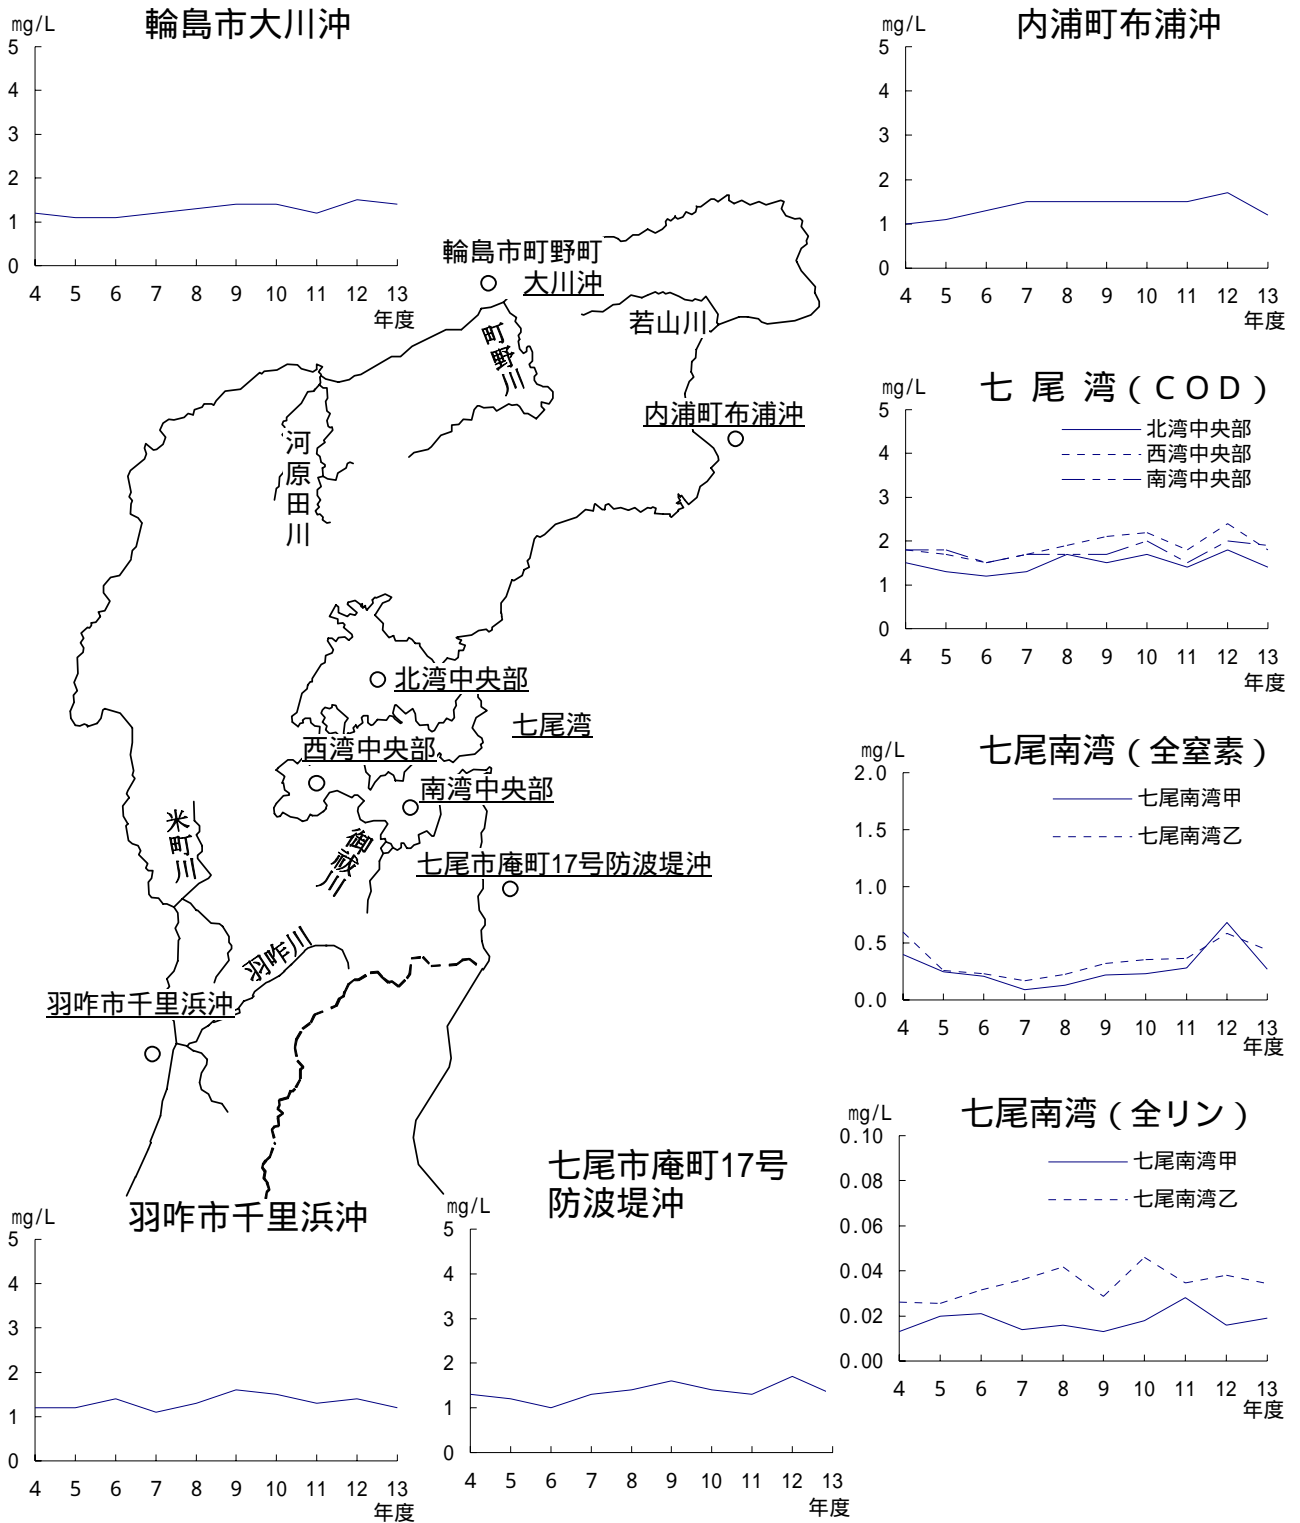 輪島市大川沖
mg/L
5
4
3
2
1
0
4 5 6 7 8 9 10 11 12 13
年度
内浦町布浦沖
mg/L
5
4
3
2
1
0
4 5 6 7 8 9 10 11 12 13
年度
輪島市町野町
大川沖
若山川
町野川
内浦町布浦沖
河原田川
七尾湾(COD)
mg/L
北湾中央部
西湾中央部
南湾中央部
5
4
3
2
1
0
4 5 6 7 8 9 10 11 12 13
年度
北湾中央部
七尾湾
西湾中央部
南湾中央部
米町川
御祓川
七尾市庵町17号防波堤沖
羽咋川
羽咋市千里浜沖
七尾南湾(全窒素)
mg/L
七尾南湾甲
七尾南湾乙
2.0
1.5
1.0
0.5
0.0
4 5 6 7 8 9 10 11 12 13
年度
七尾南湾(全リン)
mg/L
七尾南湾甲
七尾南湾乙
0.10
0.08
0.06
0.04
0.02
0.00
4 5 6 7 8 9 10 11 12 13
年度
羽咋市千里浜沖
mg/L
5
4
3
2
1
0
4 5 6 7 8 9 10 11 12 13
年度
七尾市庵町17号
防波堤沖
mg/L
5
4
3
2
1
0
4 5 6 7 8 9 10 11 12 13
年度